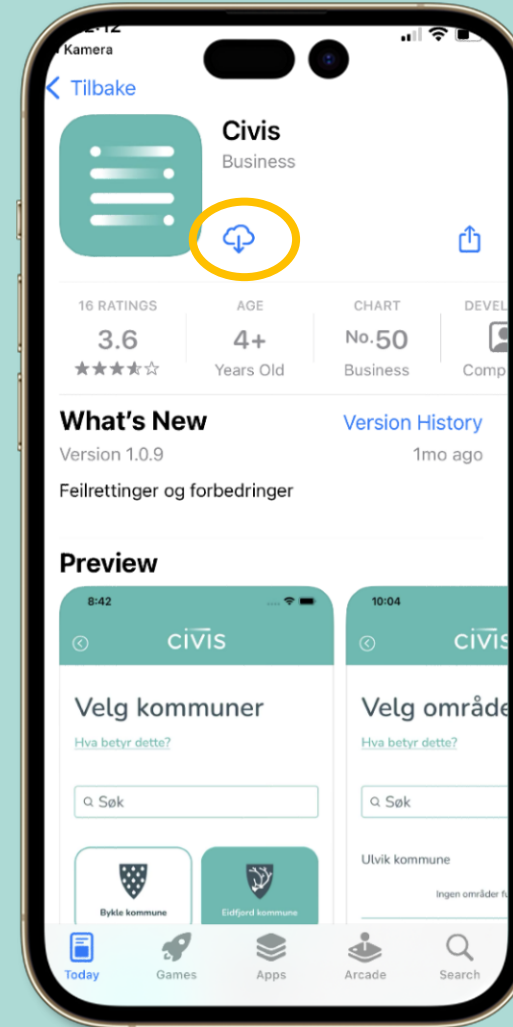 Kamera
Tilbake
Civis
Business
16 RATINGS
3.6
AGE
4+
Years Old
CHART
No.50
Business
DEVEL
Comp
What's New
Version History
Version 1.0.9
1mo ago
Feilrettinger og forbedringer
Preview
8:42
civis
Velg kommuner
Hva betyr dette?
Søk
Bykle kommune
Eidfjord kommune
10:04
civis
Velg område
Hva betyr dette?
Søk
Ulvik kommune
Ingen områder fu
Today
Games
Apps
Arcade
Search